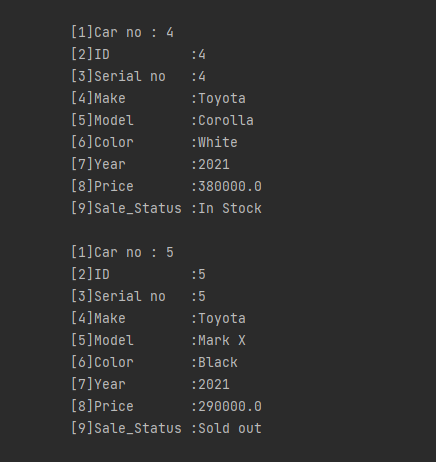 [1]Car no : 4
[2]ID          :4
[3]Serial no   :4
[4]Make        :Toyota
[5]Model       :Corolla
[6]Color       :White
[7]Year        :2021
[8]Price       :380000.0
[9]Sale_Status :In Stock

[1]Car no : 5
[2]ID          :5
[3]Serial no   :5
[4]Make        :Toyota
[5]Model       :Mark X
[6]Color       :Black
[7]Year        :2021
[8]Price       :290000.0
[9]Sale_Status :Sold out